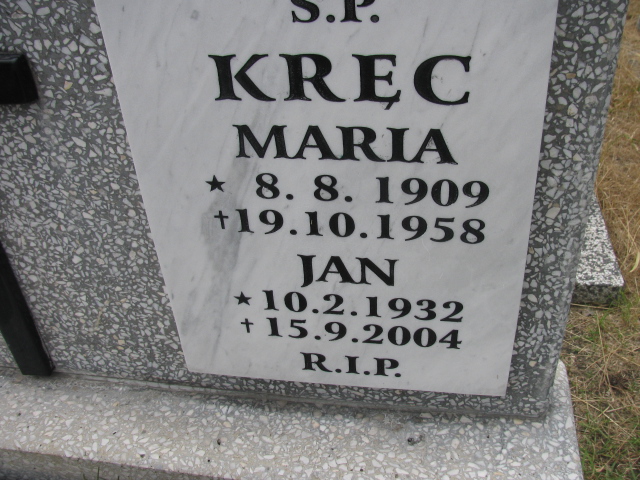 S.P.
KRĘC
MARIA
★ 8. 8. 1909
✝19.10.1958
JAN
★ 10.2.1932
✝ 15.9.2004
R.I.P.